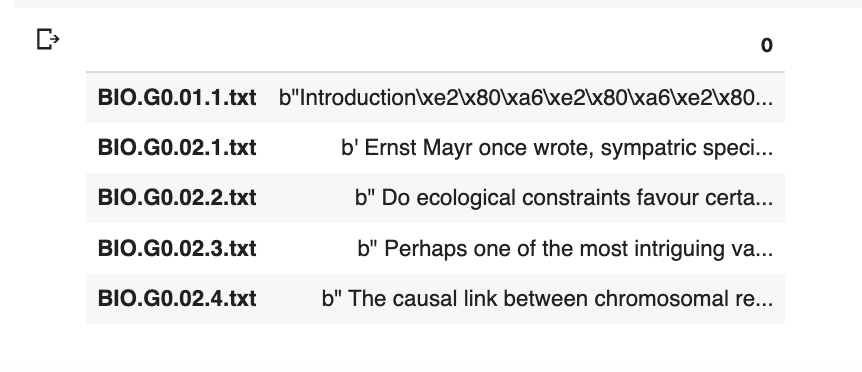 0
BIO.G0.01.1.txt b"Introduction\xe2\x80\xa6\xe2\x80\xa6\xe2\x80...
BIO.G0.02.1.txt b' Ernst Mayr once wrote, sympatric speci...
BIO.G0.02.2.txt b" Do ecological constraints favour certa...
BIO.G0.02.3.txt b" Perhaps one of the most intriguing va...
BIO.G0.02.4.txt b" The causal link between chromosomal re...